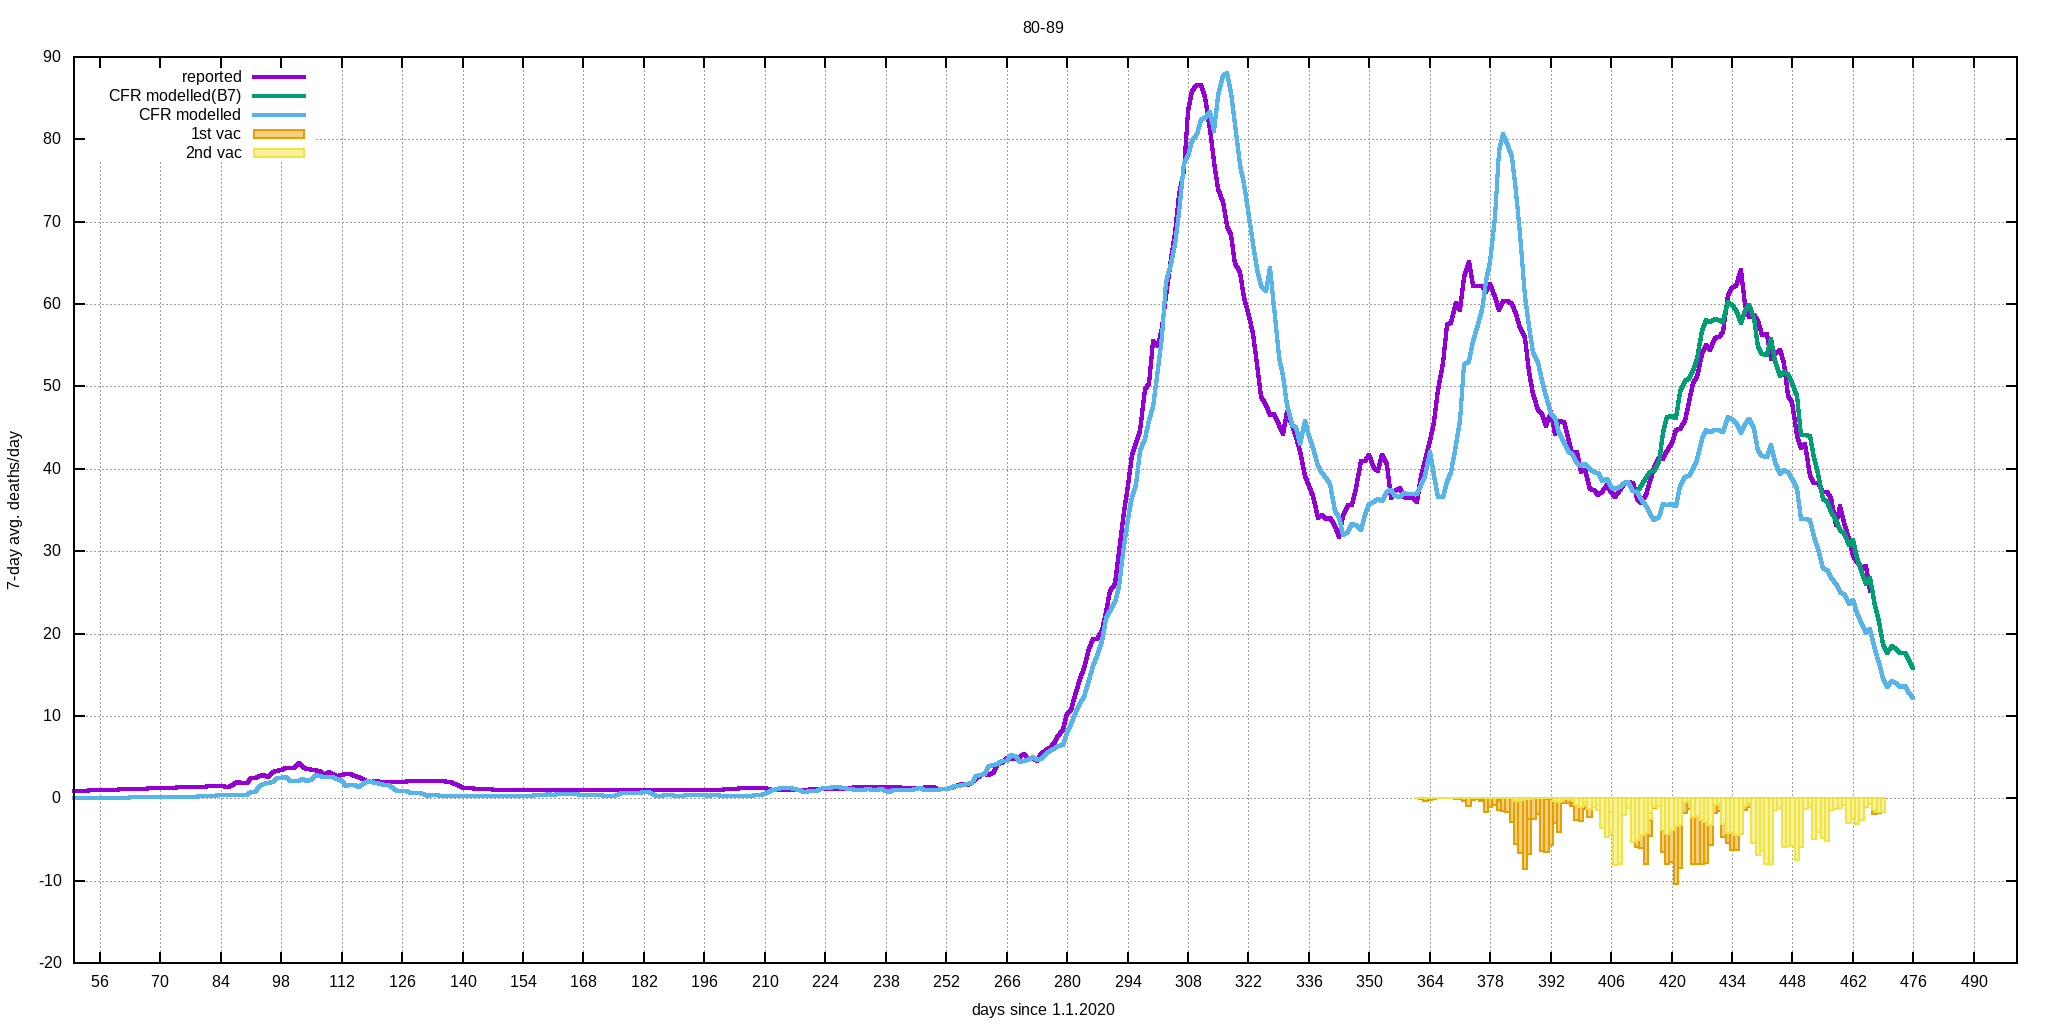 80-89
reported
CFR modelled(B7)
CFR modelled
1st vac
2nd vac
90
80
70
60
50
40
30
20
10
0
-10
-20
7-day avg. deaths/day
56 70 84 98 112 126 140 154 168 182 196 210 224 238 252 266 280 294 308 322 336 350 364 378 392 406 420 434 448 462 476 490
days since 1.1.2020